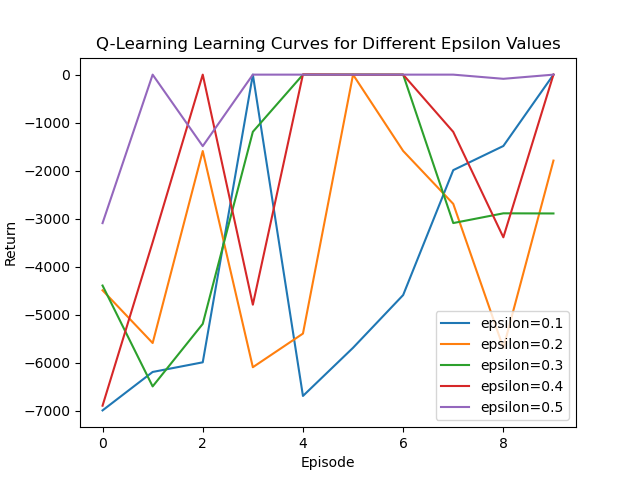 Q-Learning Learning Curves for Different Epsilon Values
0
−1000
−2000
−3000
−4000
−5000
−6000
−7000
Return
epsilon=0.1
epsilon=0.2
epsilon=0.3
epsilon=0.4
epsilon=0.5
0 2 4 6 8
Episode